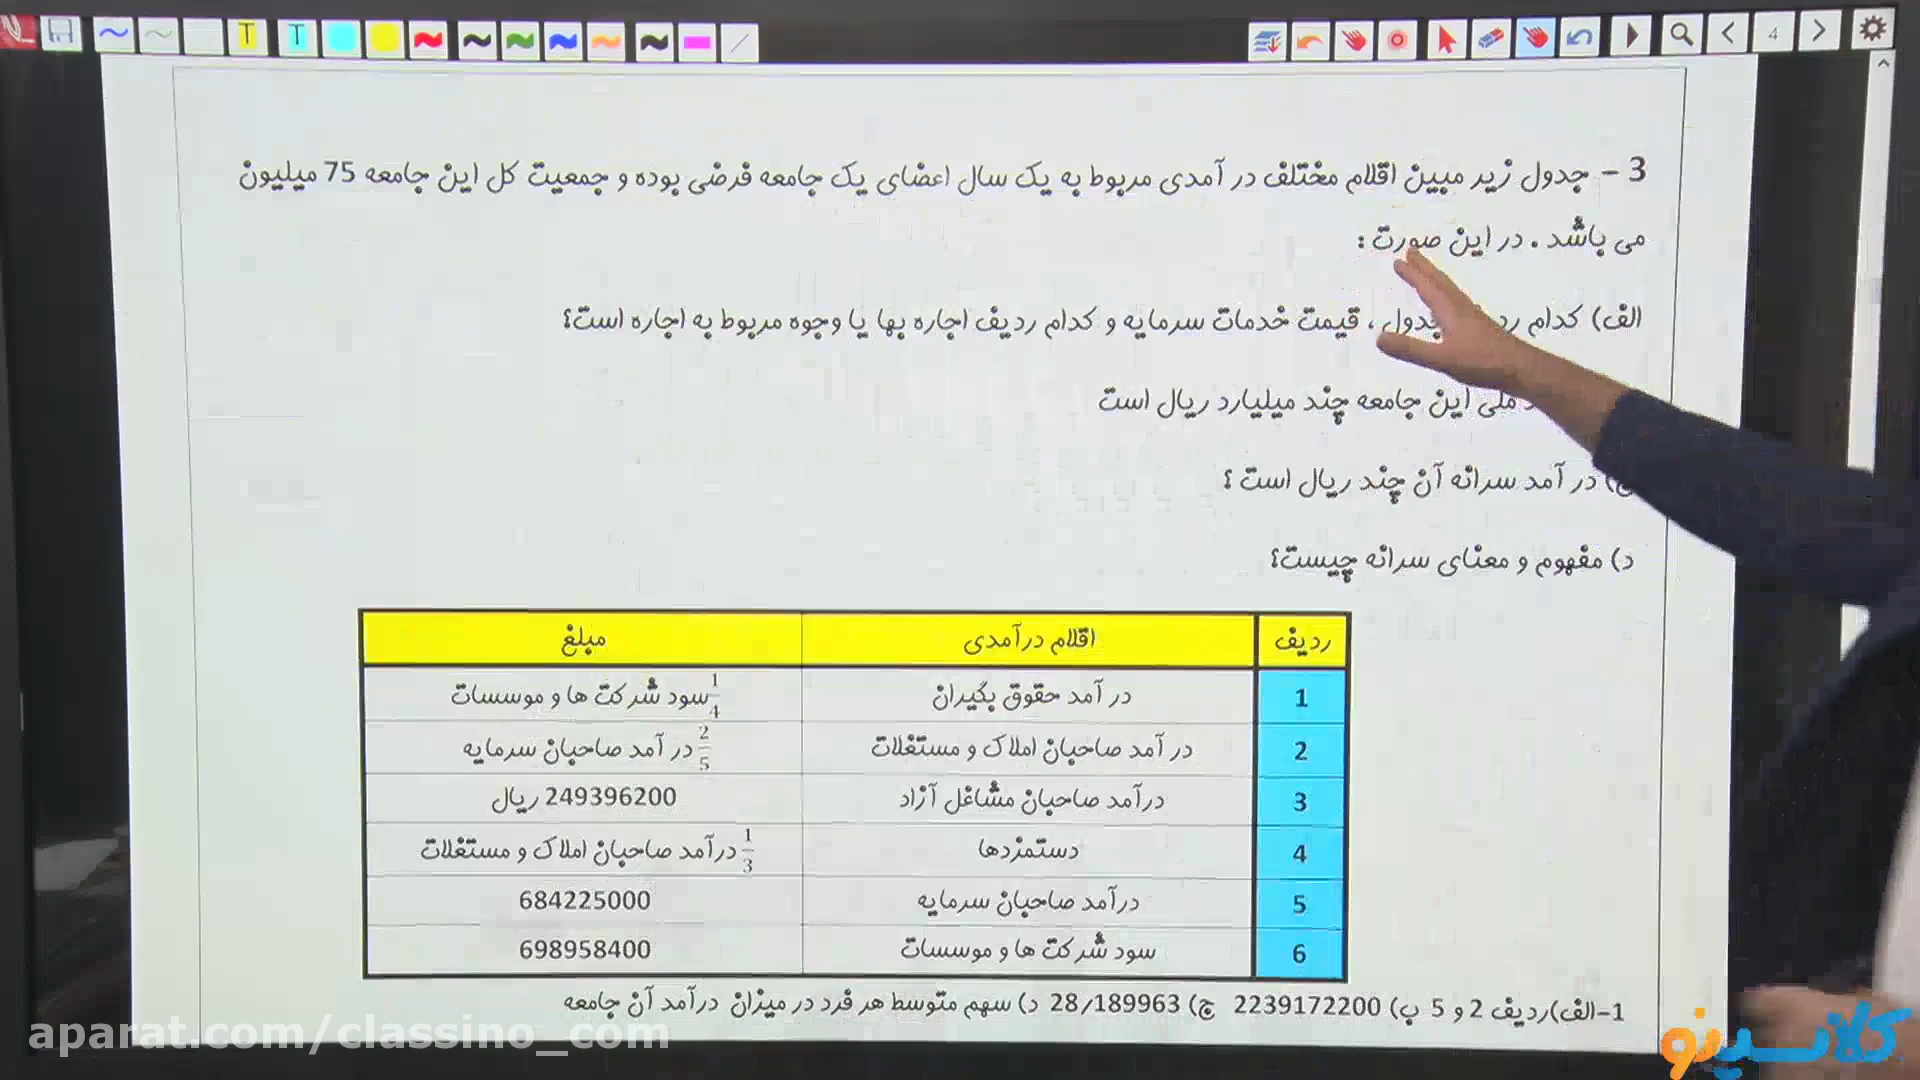 T T 4
3 - جدول زیر مبین اقلام مختلف در آمدی مربوط به یک سال اعضای یک جامعه فرضی بوده و جمعیت کل این جامعه 75 میلیون
می باشد . در این صورت :
الف) کدام جدول ، قیمت خدمات سرمایه و کدام ردیف اجاره بها یا وجوه مربوط به اجاره است؟
ملی این جامعه چند میلیارد ریال است
در آمد سرانه آن چند ریال است ؟
د) مفهوم و معنای سرانه چیست؟
ردیف اقلام درآمدی مبلغ
1 در آمد حقوق بگیران 1/4 سود شرکت ها و موسسات
2 در آمد صاحبان املاک و مستغلات 2/5 در آمد صاحبان سرمایه
3 درآمد صاحبان مشاغل آزاد 249396200 ریال
4 دستمزدها 1/3 درآمد صاحبان املاک و مستغلات
5 درآمد صاحبان سرمایه 684225000
6 سود شرکت ها و موسسات 698958400
1-الف)ردیف 2 و 5 ب) 2239172200 ج) 28/189963 د) سهم متوسط هر فرد در میزان درآمد آن جامعه
aparat.com/classino_com
کلاسینو